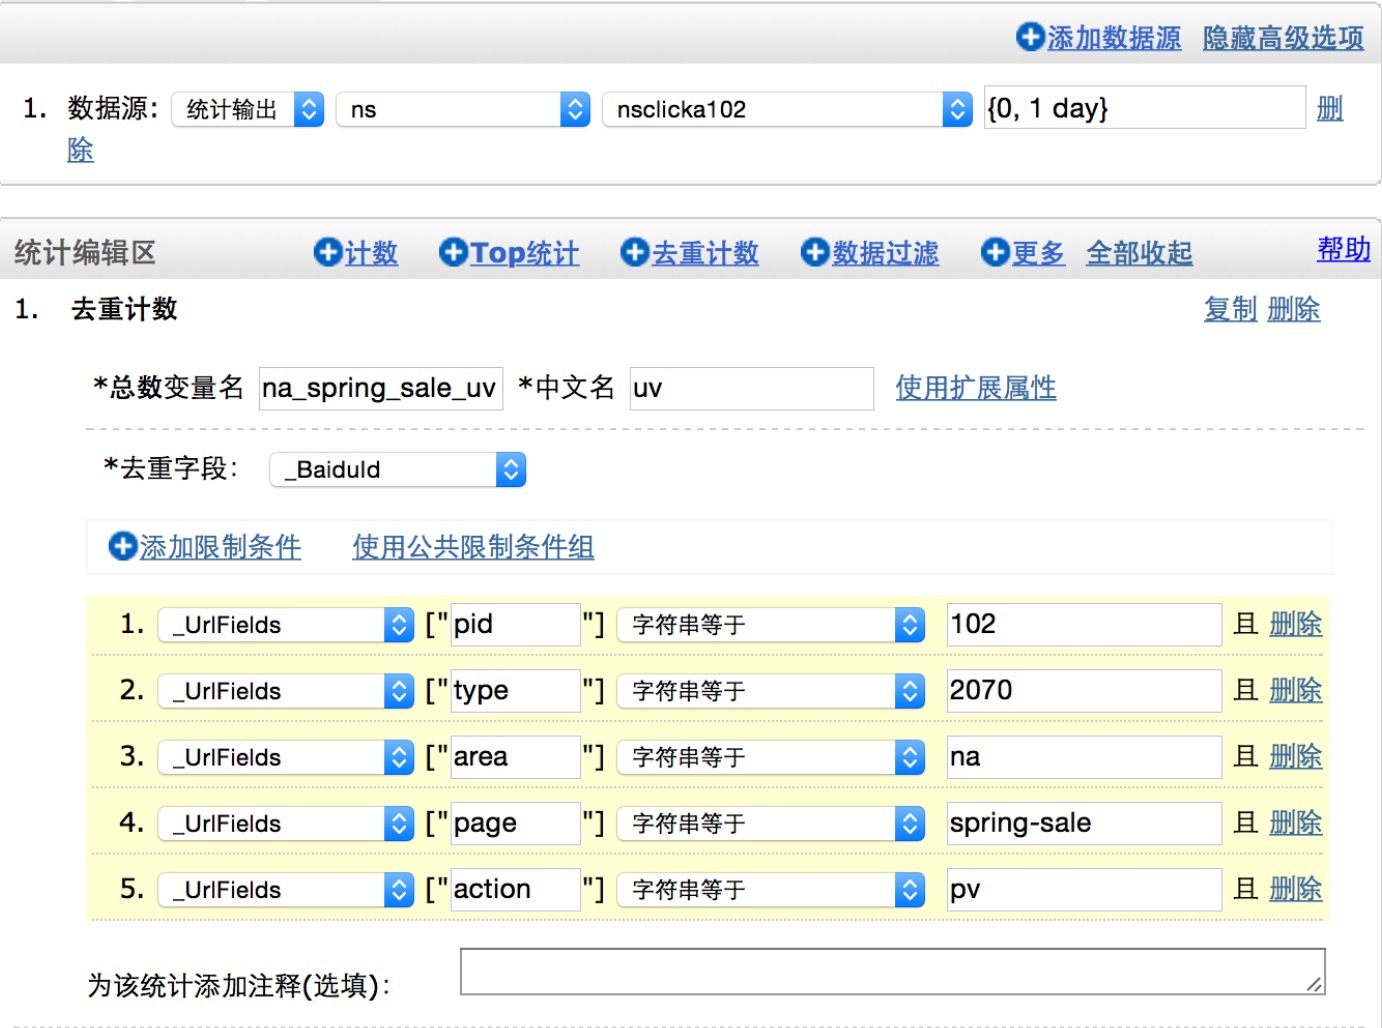 添加数据源 隐藏高级选项
1. 数据源: 统计输出 ns nsclicka102 {0, 1 day} 删
除
统计编辑区 计数 Top统计 去重计数 数据过滤 更多 全部收起 帮助
1. 去重计数 复制 删除
*总数变量名 na_spring_sale_uv *中文名 uv 使用扩展属性
*去重字段: _BaiduId
添加限制条件 使用公共限制条件组
1. _UrlFields ["pid"] 字符串等于 102 且 删除
2. _UrlFields ["type"] 字符串等于 2070 且 删除
3. _UrlFields ["area"] 字符串等于 na 且 删除
4. _UrlFields ["page"] 字符串等于 spring-sale 且 删除
5. _UrlFields ["action"] 字符串等于 pv 且 删除
为该统计添加注释(选填):